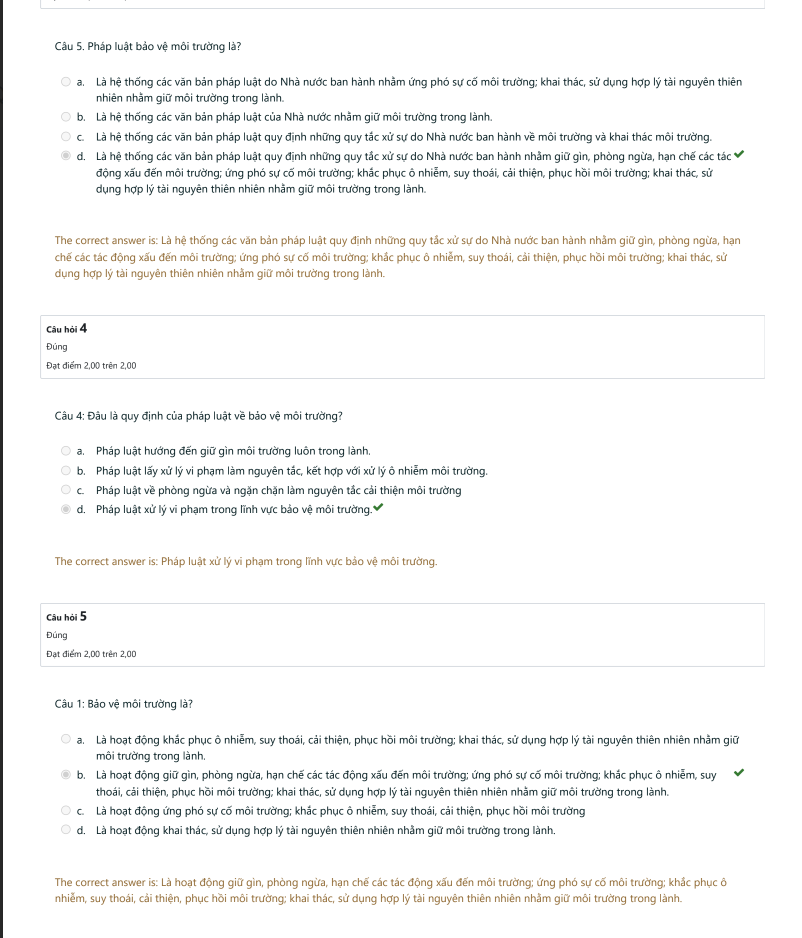 Câu 5. Pháp luật bảo vệ môi trường là?
a. Là hệ thống các văn bản pháp luật do Nhà nước ban hành nhằm ứng phó sự cố môi trường; khai thác, sử dụng hợp lý tài nguyên thiên
nhiên nhằm giữ môi trường trong lành.
b. Là hệ thống các văn bản pháp luật của Nhà nước nhằm giữ môi trường trong lành.
c. Là hệ thống các văn bản pháp luật quy định những quy tắc xử sự do Nhà nước ban hành về môi trường và khai thác môi trường.
d. Là hệ thống các văn bản pháp luật quy định những quy tắc xử sự do Nhà nước ban hành nhằm giữ gìn, phòng ngừa, hạn chế các tác
động xấu đến môi trường; ứng phó sự cố môi trường; khắc phục ô nhiễm, suy thoái, cải thiện, phục hồi môi trường; khai thác, sử
dụng hợp lý tài nguyên thiên nhiên nhằm giữ môi trường trong lành.
The correct answer is: Là hệ thống các văn bản pháp luật quy định những quy tắc xử sự do Nhà nước ban hành nhằm giữ gìn, phòng ngừa, hạn
chế các tác động xấu đến môi trường; ứng phó sự cố môi trường; khắc phục ô nhiễm, suy thoái, cải thiện, phục hồi môi trường; khai thác, sử
dụng hợp lý tài nguyên thiên nhiên nhằm giữ môi trường trong lành.
Câu hỏi 4
Đúng
Đạt điểm 2,00 trên 2,00
Câu 4: Đâu là quy định của pháp luật về bảo vệ môi trường?
a. Pháp luật hướng đến giữ gìn môi trường luôn trong lành.
b. Pháp luật lấy xử lý vi phạm làm nguyên tắc, kết hợp với xử lý ô nhiễm môi trường.
c. Pháp luật về phòng ngừa và ngặn chặn làm nguyên tắc cải thiện môi trường
d. Pháp luật xử lý vi phạm trong lĩnh vực bảo vệ môi trường.
The correct answer is: Pháp luật xử lý vi phạm trong lĩnh vực bảo vệ môi trường.
Câu hỏi 5
Đúng
Đạt điểm 2,00 trên 2,00
Câu 1: Bảo vệ môi trường là?
a. Là hoạt động khắc phục ô nhiễm, suy thoái, cải thiện, phục hồi môi trường; khai thác, sử dụng hợp lý tài nguyên thiên nhiên nhằm giữ
môi trường trong lành.
b. Là hoạt động giữ gìn, phòng ngừa, hạn chế các tác động xấu đến môi trường; ứng phó sự cố môi trường; khắc phục ô nhiễm, suy
thoái, cải thiện, phục hồi môi trường; khai thác, sử dụng hợp lý tài nguyên thiên nhiên nhằm giữ môi trường trong lành.
c. Là hoạt động ứng phó sự cố môi trường; khắc phục ô nhiễm, suy thoái, cải thiện, phục hồi môi trường
d. Là hoạt động khai thác, sử dụng hợp lý tài nguyên thiên nhiên nhằm giữ môi trường trong lành.
The correct answer is: Là hoạt động giữ gìn, phòng ngừa, hạn chế các tác động xấu đến môi trường; ứng phó sự cố môi trường; khắc phục ô
nhiễm, suy thoái, cải thiện, phục hồi môi trường; khai thác, sử dụng hợp lý tài nguyên thiên nhiên nhằm giữ môi trường trong lành.